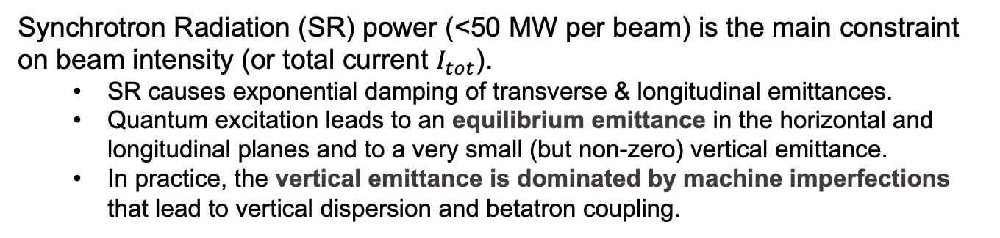 Synchrotron Radiation (SR) power (<50 MW per beam) is the main constraint
on beam intensity (or total current I_tot).
• SR causes exponential damping of transverse & longitudinal emittances.
• Quantum excitation leads to an equilibrium emittance in the horizontal and
longitudinal planes and to a very small (but non-zero) vertical emittance.
• In practice, the vertical emittance is dominated by machine imperfections
that lead to vertical dispersion and betatron coupling.